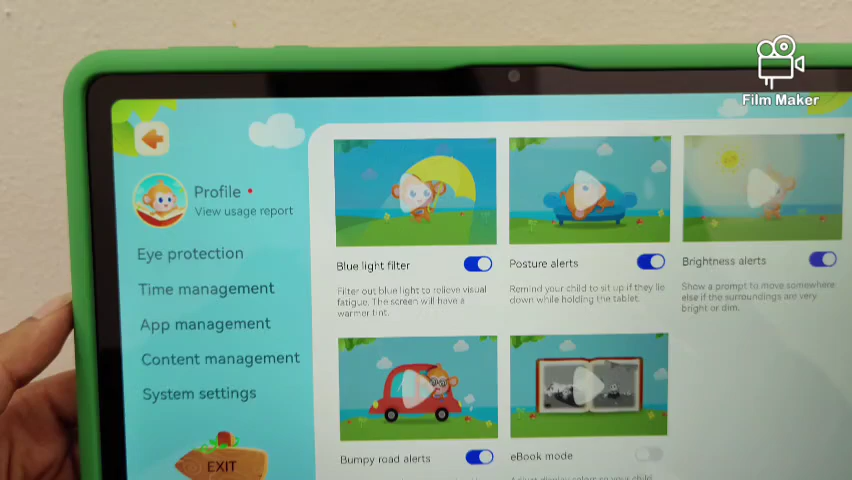 Film Maker
Profile
View usage report
Eye protection
Time management
App management
Content management
System settings
EXIT
Blue light filter
Filter out blue light to relieve visual
fatigue. The screen will have a
warmer tint.
Posture alerts
Remind your child to sit up if they lie
down while holding the tablet.
Brightness alerts
Show a prompt to move somewhere
else if the surroundings are very
bright or dim.
Bumpy road alerts
eBook mode